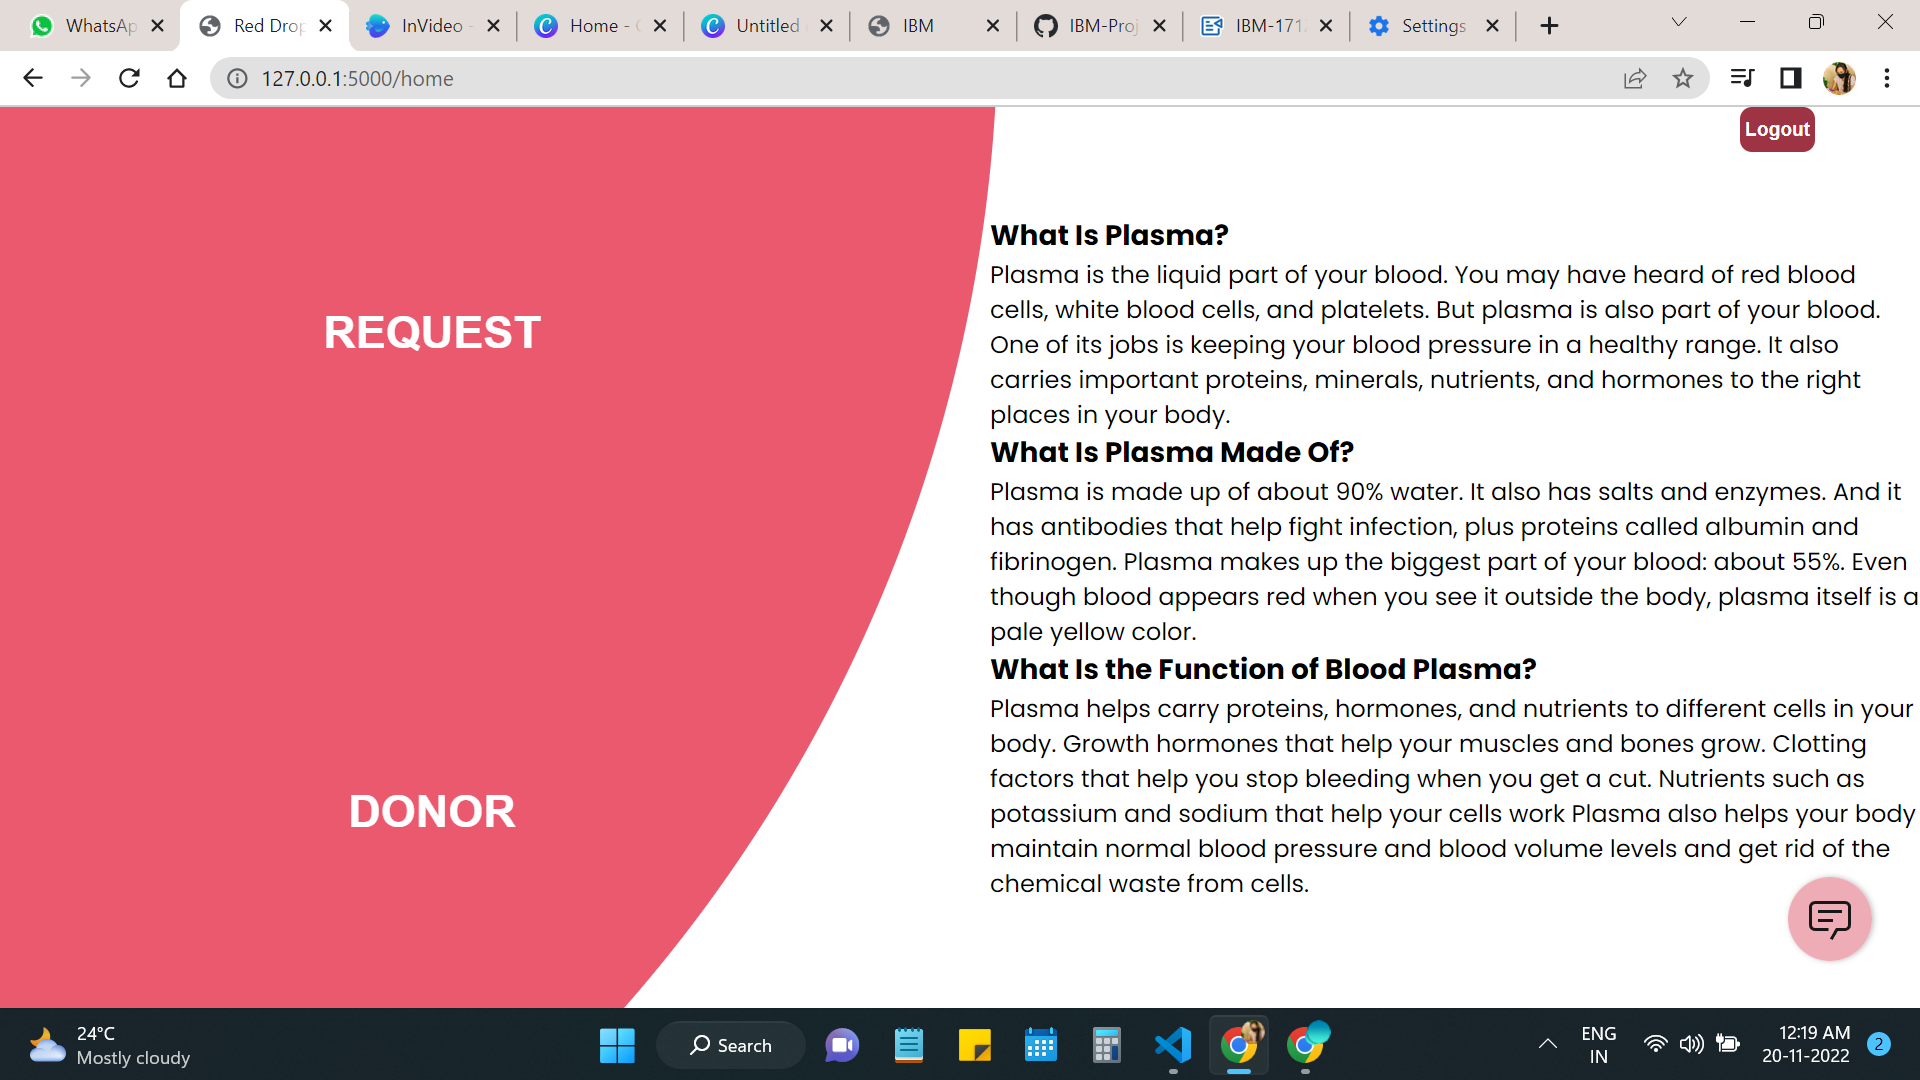 WhatsAp
Red Drop
InVideo -
Home -
Untitled
IBM
IBM-Proj
IBM-171
Settings
127.0.0.1:5000/home
Logout
REQUEST
DONOR
What Is Plasma?
Plasma is the liquid part of your blood. You may have heard of red blood
cells, white blood cells, and platelets. But plasma is also part of your blood.
One of its jobs is keeping your blood pressure in a healthy range. It also
carries important proteins, minerals, nutrients, and hormones to the right
places in your body.
What Is Plasma Made Of?
Plasma is made up of about 90% water. It also has salts and enzymes. And it
has antibodies that help fight infection, plus proteins called albumin and
fibrinogen. Plasma makes up the biggest part of your blood: about 55%. Even
though blood appears red when you see it outside the body, plasma itself is a
pale yellow color.
What Is the Function of Blood Plasma?
Plasma helps carry proteins, hormones, and nutrients to different cells in your
body. Growth hormones that help your muscles and bones grow. Clotting
factors that help you stop bleeding when you get a cut. Nutrients such as
potassium and sodium that help your cells work Plasma also helps your body
maintain normal blood pressure and blood volume levels and get rid of the
chemical waste from cells.
24°C
Mostly cloudy
Search
ENG
IN
12:19 AM
20-11-2022
2